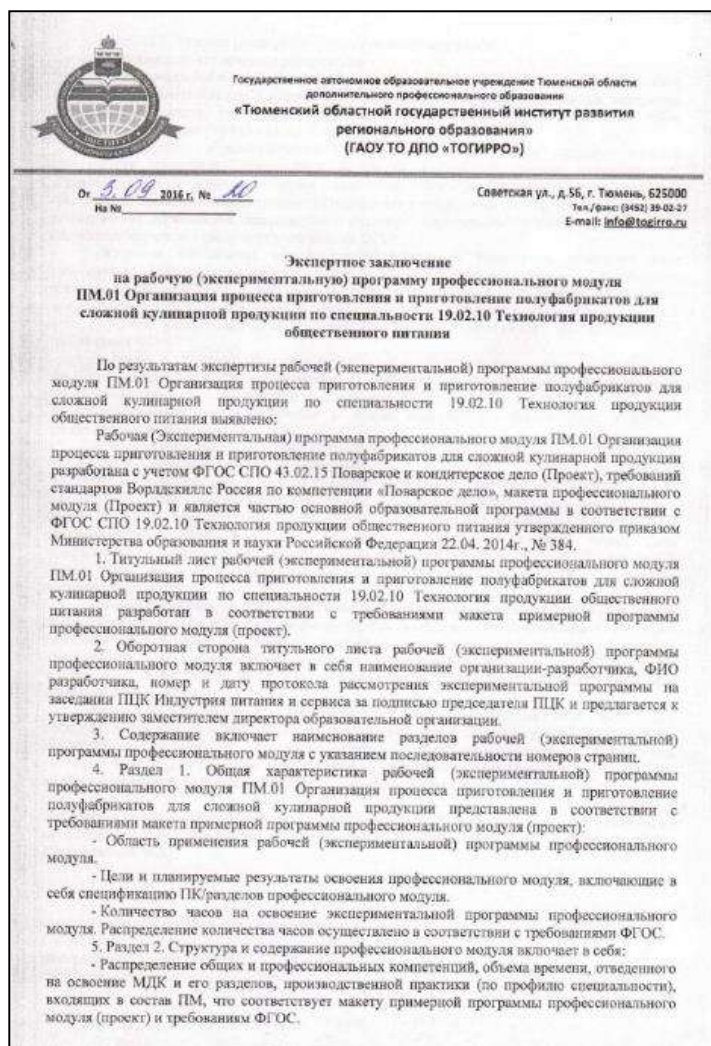 Государственное автономное образовательное учреждение Тюменской области
дополнительного профессионального образования
«Тюменский областной государственный институт развития
регионального образования»
(ГАОУ ТО ДПО «ТОГИРРО»)
ИНСТИТУТ
От 3.09 2016 г. № 20
На №
Советская ул., д.56, г. Тюмень, 625000
Тел./факс: (3452) 39-02-27
E-mail: info@togirro.ru
Экспертное заключение
на рабочую (экспериментальную) программу профессионального модуля
ПМ.01 Организация процесса приготовления и приготовление полуфабрикатов для
сложной кулинарной продукции по специальности 19.02.10 Технология продукции
общественного питания
По результатам экспертизы рабочей (экспериментальной) программы профессионального
модуля ПМ.01 Организация процесса приготовления и приготовление полуфабрикатов для
сложной кулинарной продукции по специальности 19.02.10 Технология продукции
общественного питания выявлено:
Рабочая (Экспериментальная) программа профессионального модуля ПМ.01 Организация
процесса приготовления и приготовление полуфабрикатов для сложной кулинарной продукции
разработана с учетом ФГОС СПО 43.02.15 Поварское и кондитерское дело (Проект), требований
стандартов Ворлдскиллс Россия по компетенции «Поварское дело», макета профессионального
модуля (Проект) и является частью основной образовательной программы в соответствии с
ФГОС СПО 19.02.10 Технология продукции общественного питания утвержденного приказом
Министерства образования и науки Российской Федерация 22.04. 2014г., № 384.
1. Титульный лист рабочей (экспериментальной) программы профессионального модуля
ПМ.01 Организация процесса приготовления и приготовление полуфабрикатов для сложной
кулинарной продукции по специальности 19.02.10 Технология продукции общественного
питания разработан в соответствии с требованиями макета примерной программы
профессионального модуля (проект).
2. Оборотная сторона титульного листа рабочей (экспериментальной) программы
профессионального модуля включает в себя наименование организации-разработчика, ФИО
разработчика, номер и дату протокола рассмотрения экспериментальной программы на
заседании ПЦК Индустрия питания и сервиса за подписью председателя ПЦК и предлагается к
утверждению заместителем директора образовательной организации.
3. Содержание включает наименование разделов рабочей (экспериментальной)
программы профессионального модуля с указанием последовательности номеров страниц.
4. Раздел 1. Общая характеристика рабочей (экспериментальной) программы
профессионального модуля ПМ.01 Организация процесса приготовления и приготовление
полуфабрикатов для сложной кулинарной продукции представлена в соответствии с
требованиями макета примерной программы профессионального модуля (проект):
- Область применения рабочей (экспериментальной) программы профессионального
модуля.
- Цели и планируемые результаты освоения профессионального модуля, включающие в
себя спецификацию ПК/разделов профессионального модуля.
- Количество часов на освоение экспериментальной программы профессионального
модуля. Распределение количества часов осуществлено в соответствии с требованиями ФГОС.
5. Раздел 2. Структура и содержание профессионального модуля включает в себя:
- Распределение общих и профессиональных компетенций, объема времени, отведенного
на освоение МДК и его разделов, производственной практики (по профилю специальности),
входящих в состав ПМ, что соответствует макету примерной программы профессионального
модуля (проект) и требованиям ФГОС.